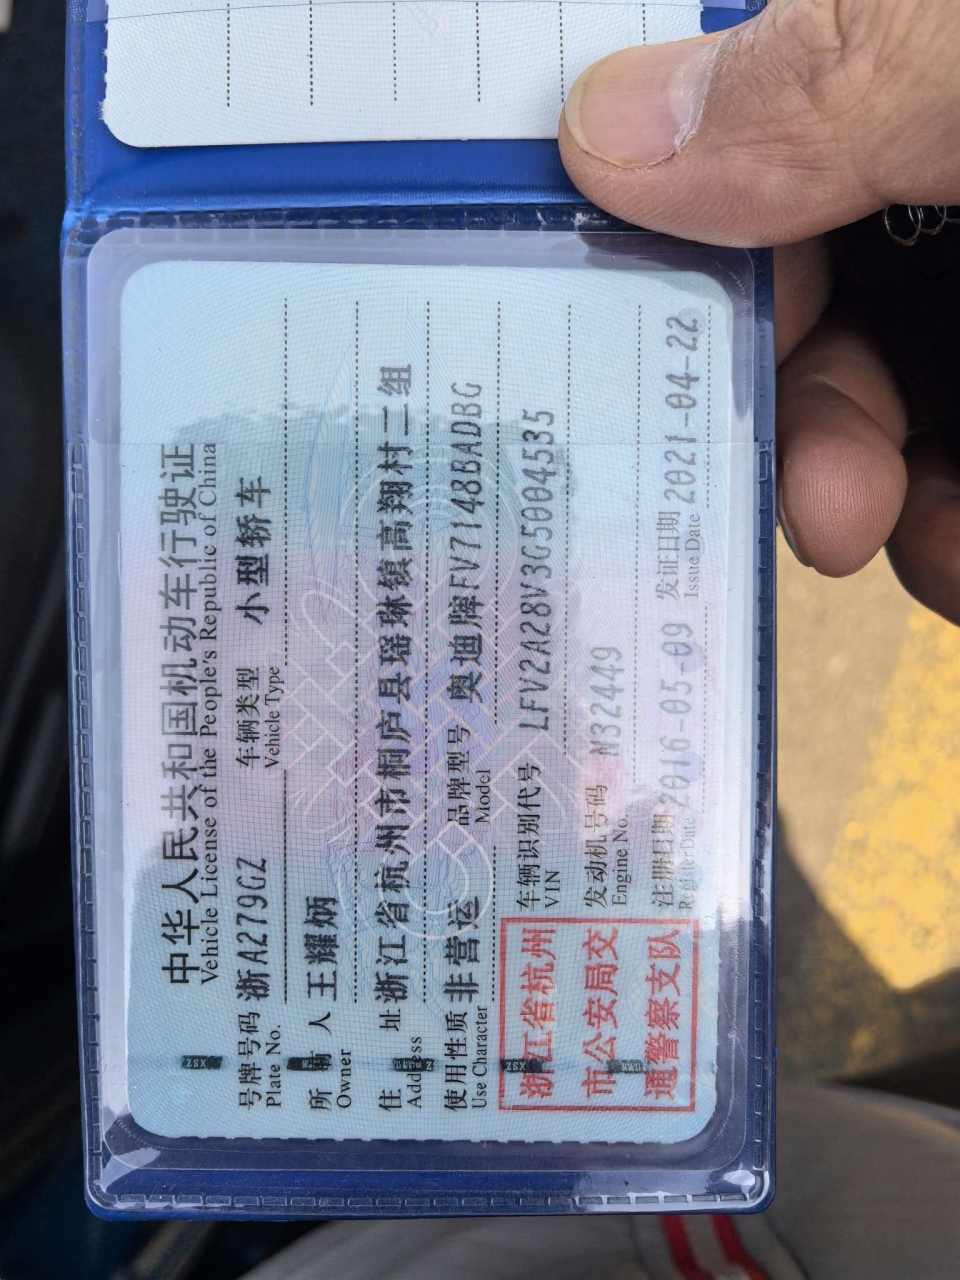 中华人民共和国机动车行驶证
Vehicle License of the People's Republic of China
号牌号码 浙A279GZ 车辆类型 小型轿车
Plate No. Vehicle Type
所有人 王耀炳
Owner
住址 浙江省杭州市桐庐县瑶琳镇高翔村二组
Address
使用性质 非营运 品牌型号 奥迪牌FV7148BADBG
Use Character Model
浙江省杭州
市公安局交
通警察支队
车辆识别代号 LFV2A28V3G5004535
VIN
发动机号码 N32449
Engine No.
注册日期 2016-05-09 发证日期 2021-04-22
Register Date Issue Date